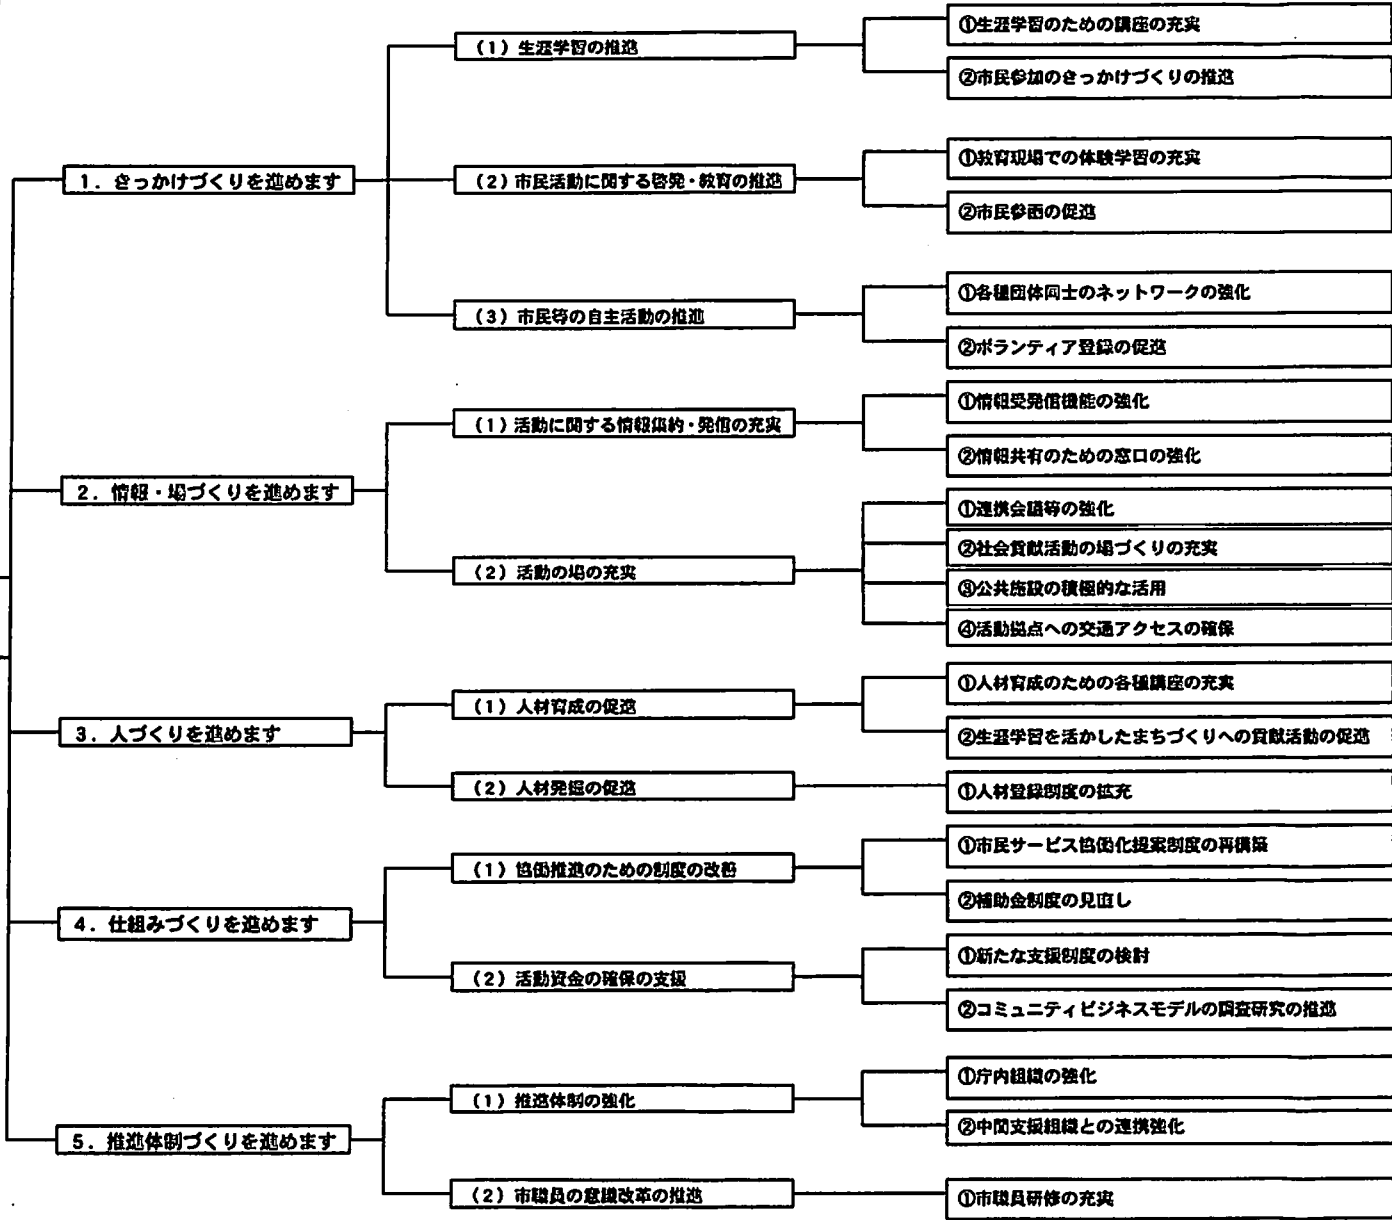 1．きっかけづくりを進めます
（1）生涯学習の推進
①生涯学習のための講座の充実
②市民参加のきっかけづくりの推進
（2）市民活動に関する啓発・教育の推進
①教育現場での体験学習の充実
②市民参画の促進
（3）市民等の自主活動の推進
①各種団体同士のネットワークの強化
②ボランティア登録の促進
2．情報・場づくりを進めます
（1）活動に関する情報集約・発信の充実
①情報受発信機能の強化
②情報共有のための窓口の強化
（2）活動の場の充実
①連携会議等の強化
②社会貢献活動の場づくりの充実
③公共施設の積極的な活用
④活動拠点への交通アクセスの確保
3．人づくりを進めます
（1）人材育成の促進
①人材育成のための各種講座の充実
②生涯学習を活かしたまちづくりへの貢献活動の促進
（2）人材発掘の促進
①人材登録制度の拡充
4．仕組みづくりを進めます
（1）協働推進のための制度の改善
①市民サービス協働化提案制度の再構築
②補助金制度の見直し
（2）活動資金の確保の支援
①新たな支援制度の検討
②コミュニティビジネスモデルの調査研究の推進
5．推進体制づくりを進めます
（1）推進体制の強化
①庁内組織の強化
②中間支援組織との連携強化
（2）市職員の意識改革の推進
①市職員研修の充実